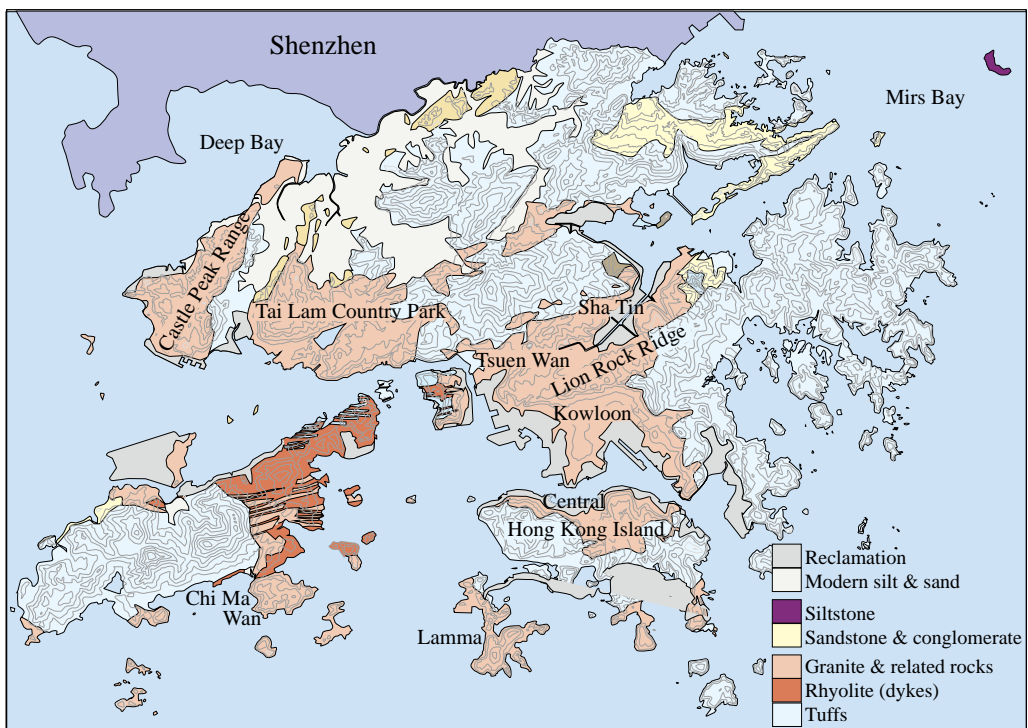 Shenzhen
Mirs Bay
Deep Bay
Castle Peak Range
Tai Lam Country Park
Sha Tin
Tsuen Wan
Lion Rock Ridge
Kowloon
Central
Hong Kong Island
Chi Ma
Wan
Lamma
Reclamation
Modern silt & sand
Siltstone
Sandstone & conglomerate
Granite & related rocks
Rhyolite (dykes)
Tuffs